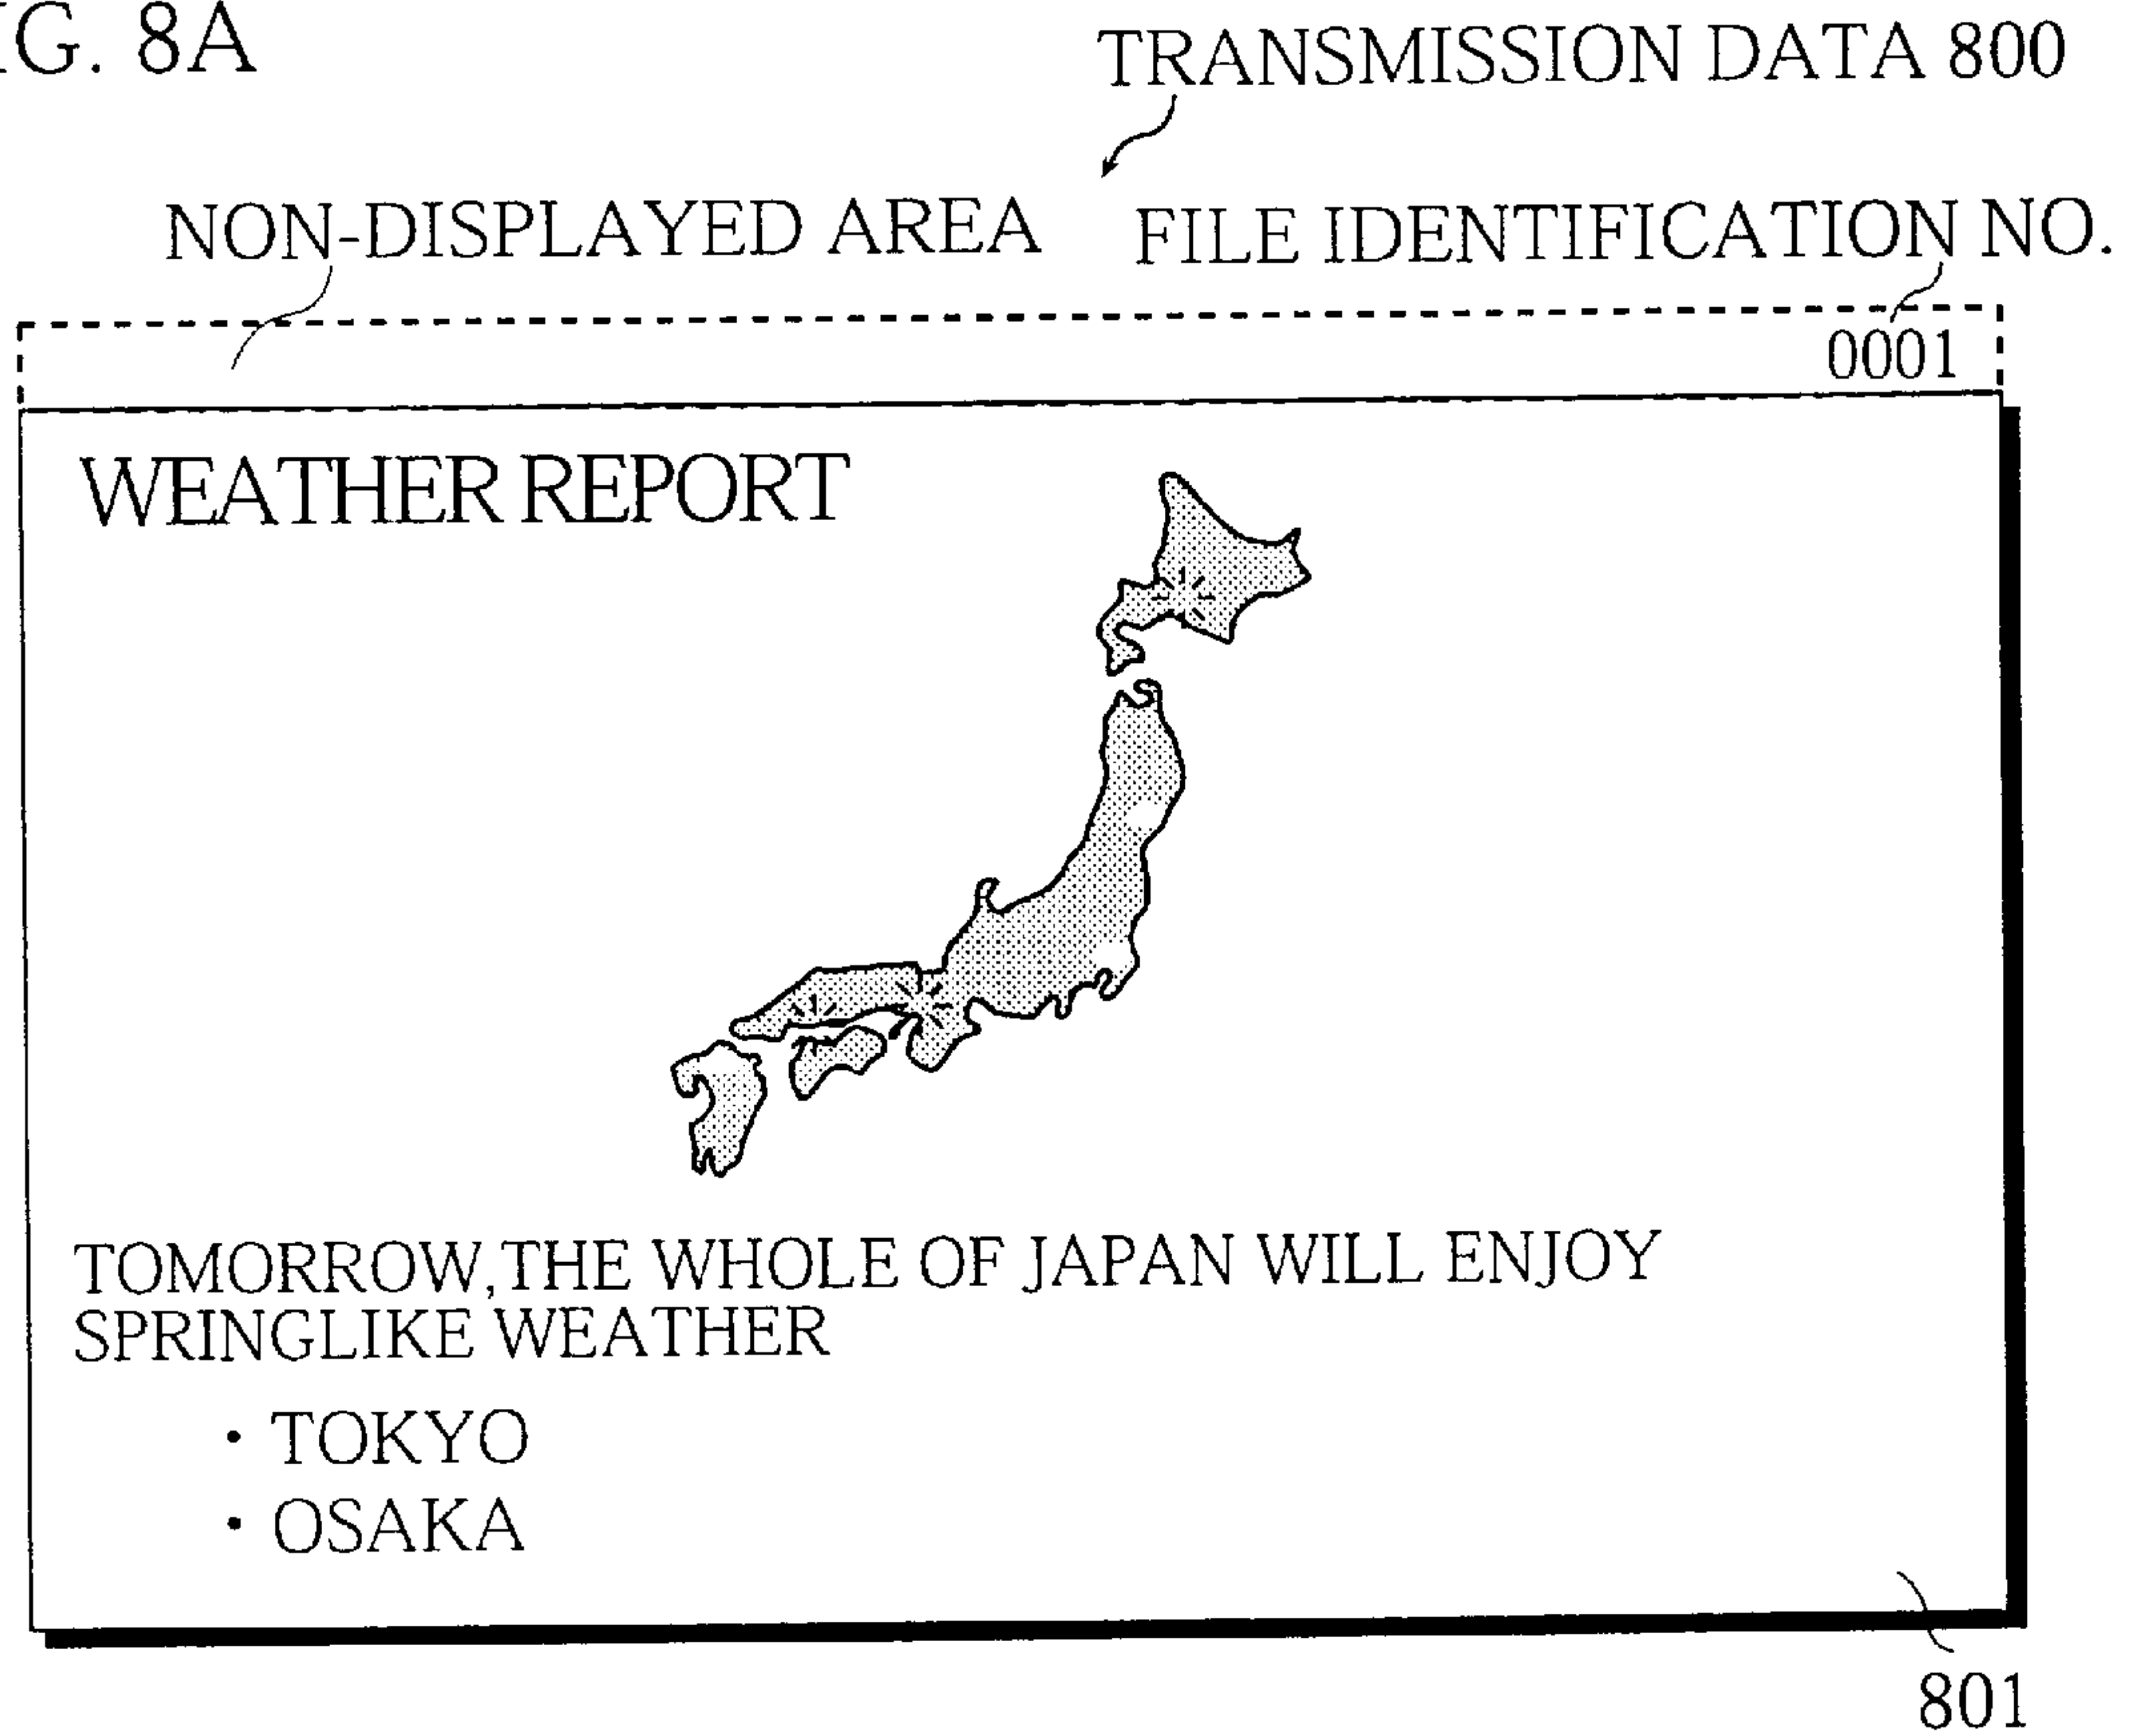 IG. 8A
TRANSMISSION DATA 800
NON-DISPLAYED AREA
FILE IDENTIFICATION NO.
0001
WEATHER REPORT
TOMORROW, THE WHOLE OF JAPAN WILL ENJOY
SPRINGLIKE WEATHER
・TOKYO
・OSAKA
801